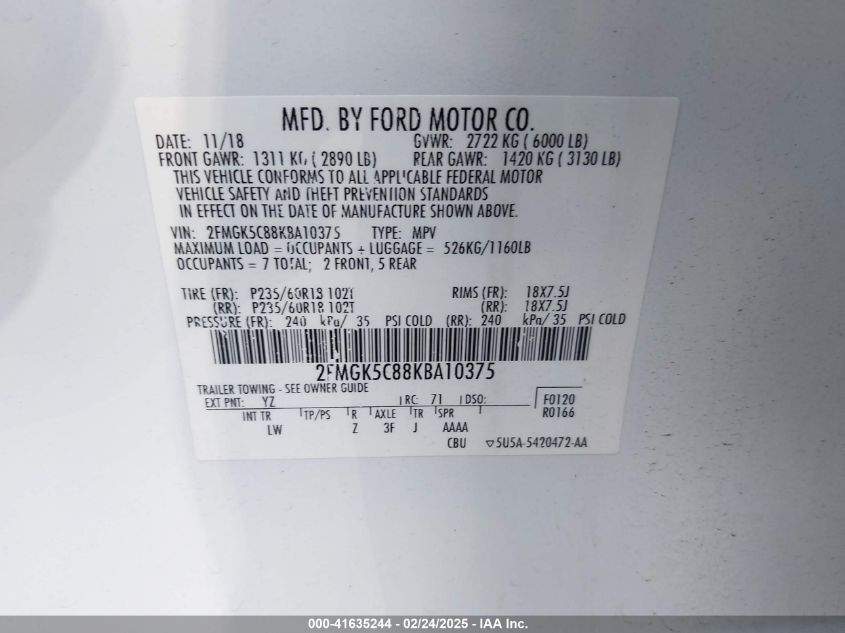 MFD. BY FORD MOTOR CO.
DATE: 11/18 GVWR: 2722 KG ( 6000 LB)
FRONT GAWR: 1311 KG ( 2890 LB) REAR GAWR: 1420 KG ( 3130 LB)
THIS VEHICLE CONFORMS TO ALL APPLICABLE FEDERAL MOTOR
VEHICLE SAFETY AND THEFT PREVENTION STANDARDS
IN EFFECT ON THE DATE OF MANUFACTURE SHOWN ABOVE.
VIN: 2FMGK5C88KBA10375 TYPE: MPV
MAXIMUM LOAD = OCCUPANTS + LUGGAGE = 526KG/1160LB
OCCUPANTS = 7 TOTAL; 2 FRONT, 5 REAR
TIRE (FR): P235/60R18 102T RIMS (FR): 18X7.5J
(RR): P235/60R18 102T (RR): 18X7.5J
PRESSURE (FR): 240 kPa/ 35 PSI COLD (RR): 240 kPa/ 35 PSI COLD
2FMGK5C88KBA10375
TRAILER TOWING - SEE OWNER GUIDE
EXT PNT: YZ RC: 71 DSO: F0120
R0166
INT TR TP/PS R AXLE TR SPR
LW Z 3F J AAAA
CBU ▽5U5A-5420472-AA
000-41635244 - 02/24/2025 - IAA Inc.